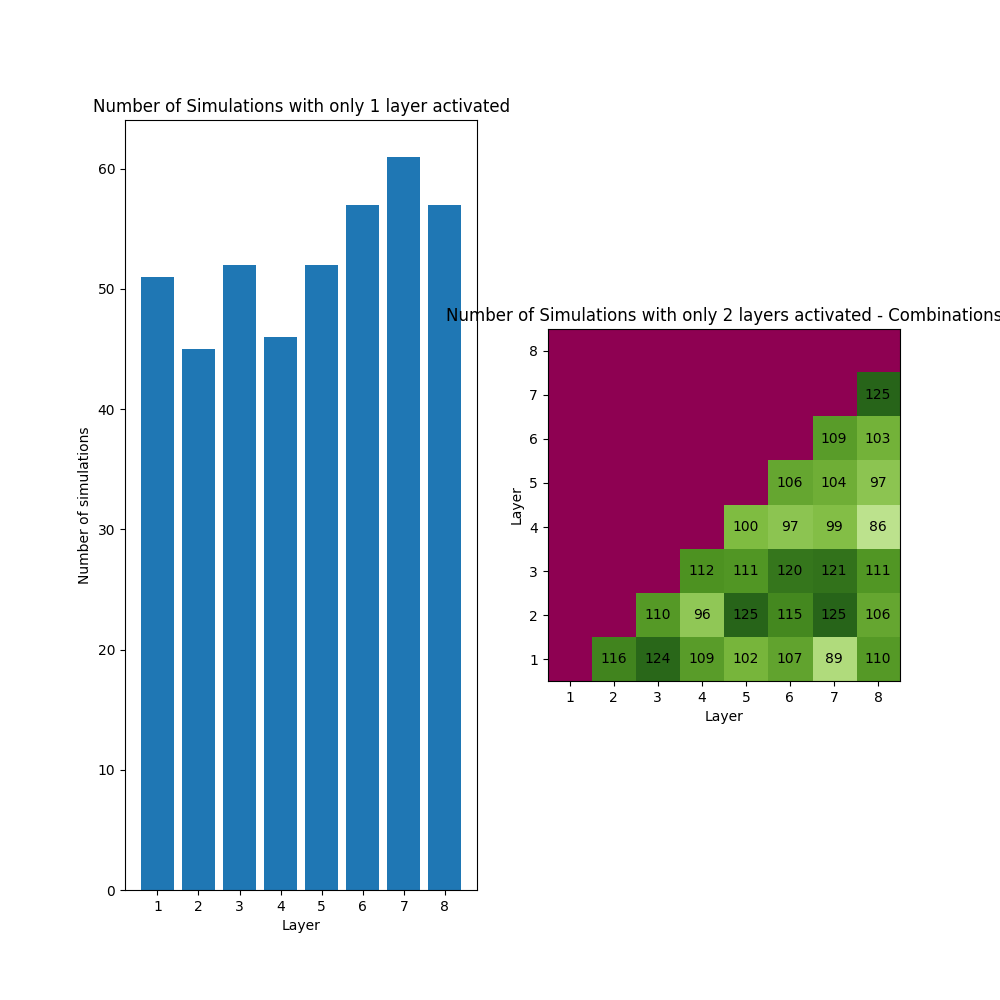 Number of Simulations with only 1 layer activated
60
50
40
30
20
10
0
Number of simulations
1 2 3 4 5 6 7 8
Layer
Number of Simulations with only 2 layers activated - Combinations
Layer
8
7 125
6 109 103
5 106 104 97
4 100 97 99 86
3 112 111 120 121 111
2 110 96 125 115 125 106
1 116 124 109 102 107 89 110
1 2 3 4 5 6 7 8
Layer